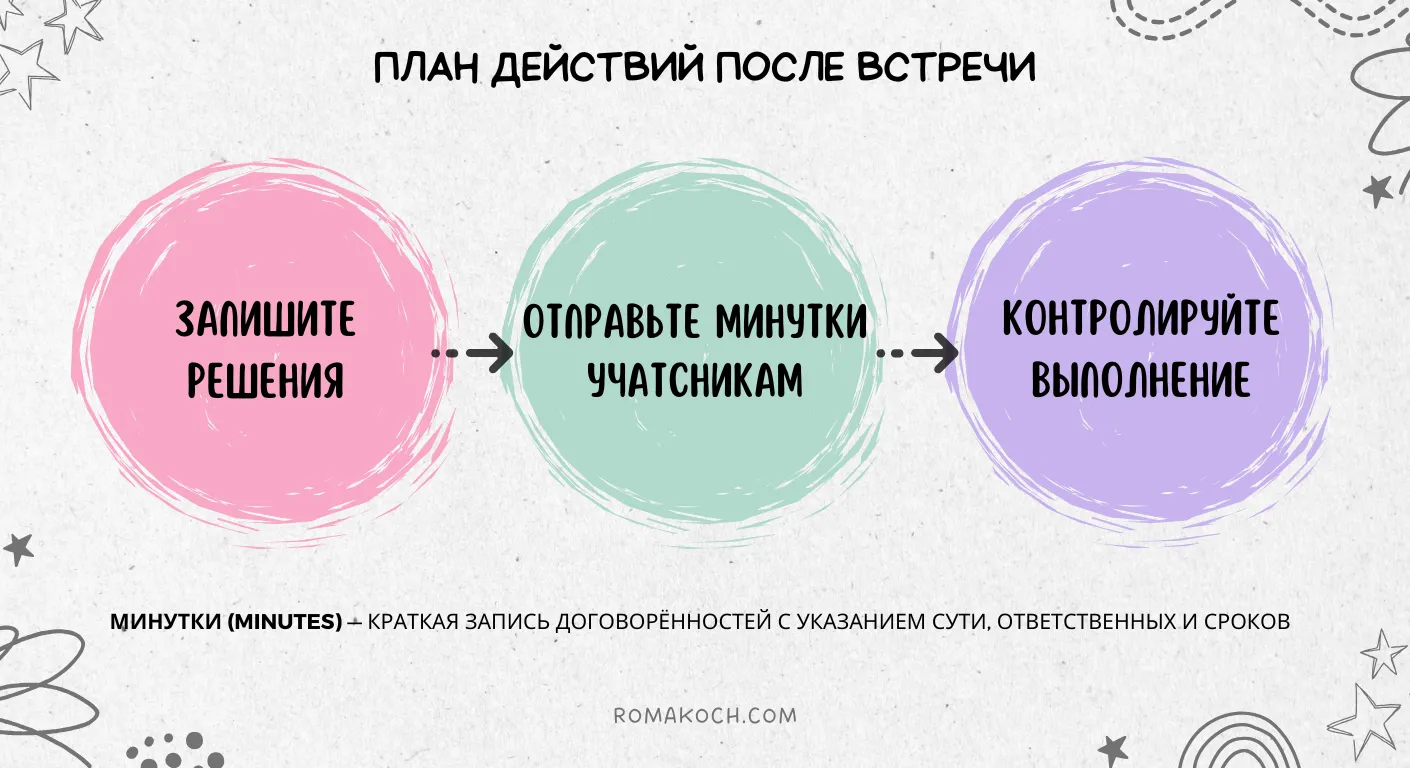 ПЛАН ДЕЙСТВИЙ ПОСЛЕ ВСТРЕЧИ
ЗАПИШИТЕ
РЕШЕНИЯ
ОТПРАВЬТЕ МИНУТКИ
УЧАТСНИКАМ
КОНТРОЛИРУЙТЕ
ВЫПОЛНЕНИЕ
МИНУТКИ (MINUTES) – КРАТКАЯ ЗАПИСЬ ДОГОВОРЁННОСТЕЙ С УКАЗАНИЕМ СУТИ, ОТВЕТСТВЕННЫХ И СРОКОВ
ROMAKOCH.COM